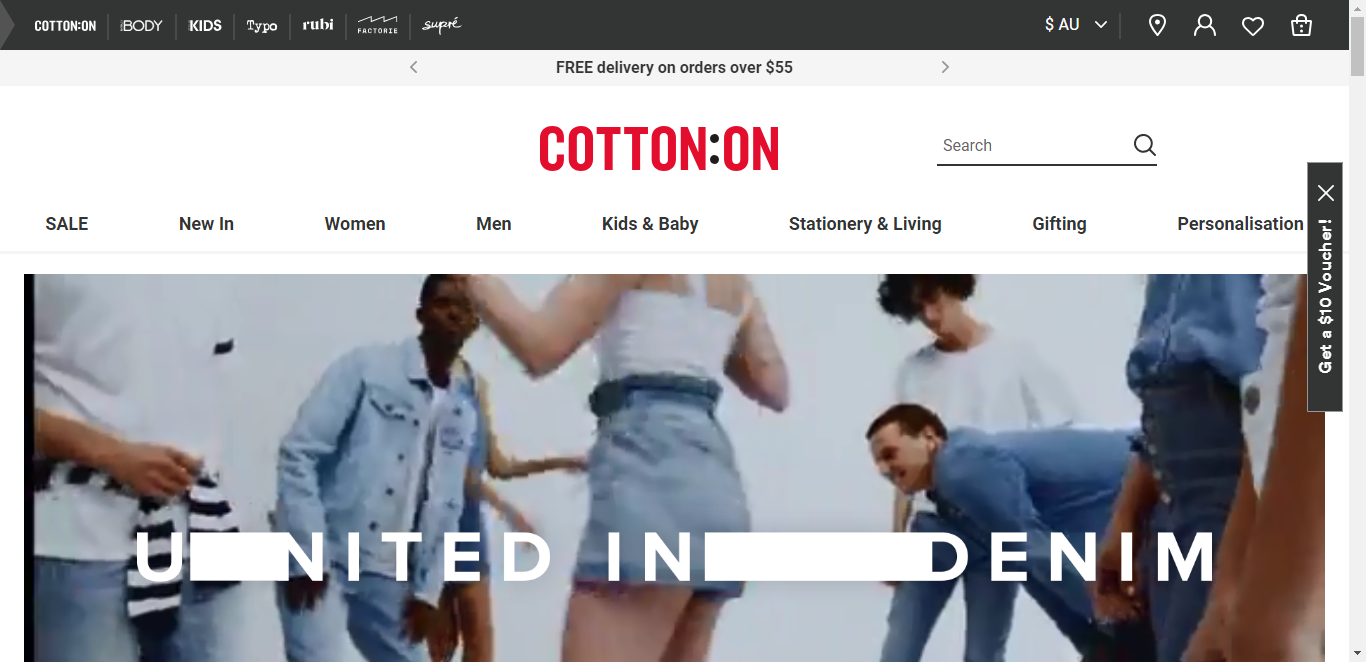 COTTON:ON
BODY
KIDS
Typo
rubi
FACTORIE
supré
$ AU
FREE delivery on orders over $55
COTTON:ON
Search
SALE
New In
Women
Men
Kids & Baby
Stationery & Living
Gifting
Personalisation
Get a $10 Voucher!
UNITED IN DENIM